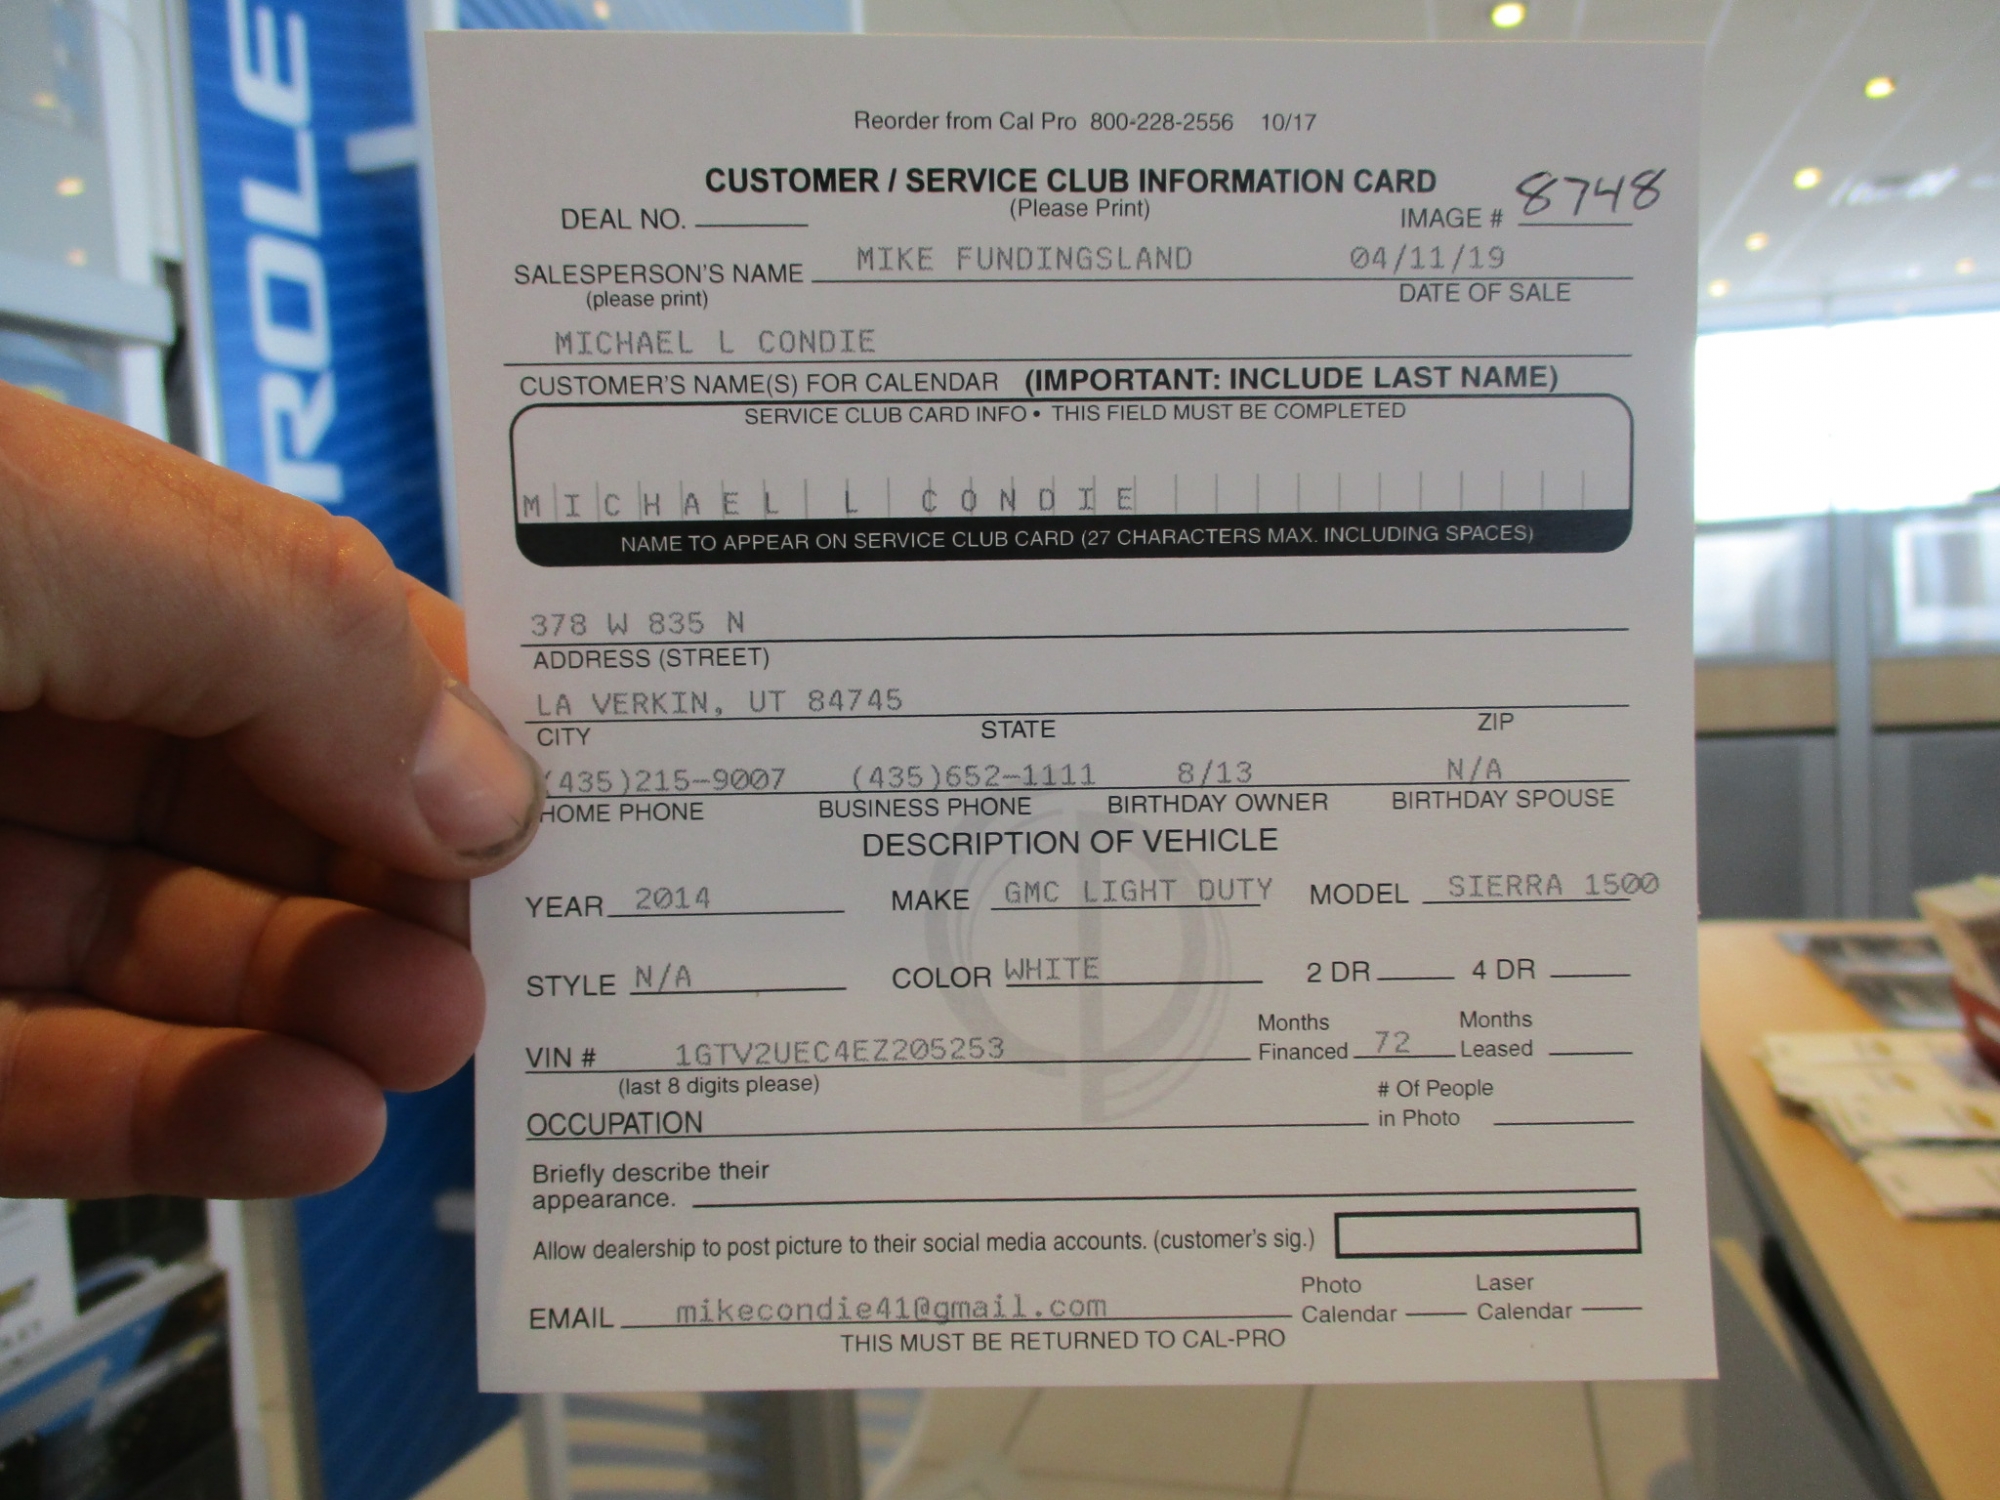 ROLE
Reorder from Cal Pro 800-228-2556 10/17
CUSTOMER / SERVICE CLUB INFORMATION CARD
(Please Print)
DEAL NO. IMAGE # 8748
SALESPERSON'S NAME MIKE FUNDINGSLAND 04/11/19
(please print) DATE OF SALE
MICHAEL L CONDIE
CUSTOMER'S NAME(S) FOR CALENDAR (IMPORTANT: INCLUDE LAST NAME)
SERVICE CLUB CARD INFO • THIS FIELD MUST BE COMPLETED
MICHAEL L CONDIE
NAME TO APPEAR ON SERVICE CLUB CARD (27 CHARACTERS MAX. INCLUDING SPACES)
378 W 835 N
ADDRESS (STREET)
LA VERKIN, UT 84745
CITY STATE ZIP
(435)215-9007 (435)652-1111 8/13 N/A
HOME PHONE BUSINESS PHONE BIRTHDAY OWNER BIRTHDAY SPOUSE
DESCRIPTION OF VEHICLE
YEAR 2014 MAKE GMC LIGHT DUTY MODEL SIERRA 1500
STYLE N/A COLOR WHITE 2 DR 4 DR
VIN # 1GTV2UEC4EZ205253 Months Financed 72 Months Leased
(last 8 digits please)
OCCUPATION # Of People in Photo
Briefly describe their
appearance.
Allow dealership to post picture to their social media accounts. (customer's sig.)
EMAIL mikecondie41@gmail.com Photo Calendar Laser Calendar
THIS MUST BE RETURNED TO CAL-PRO